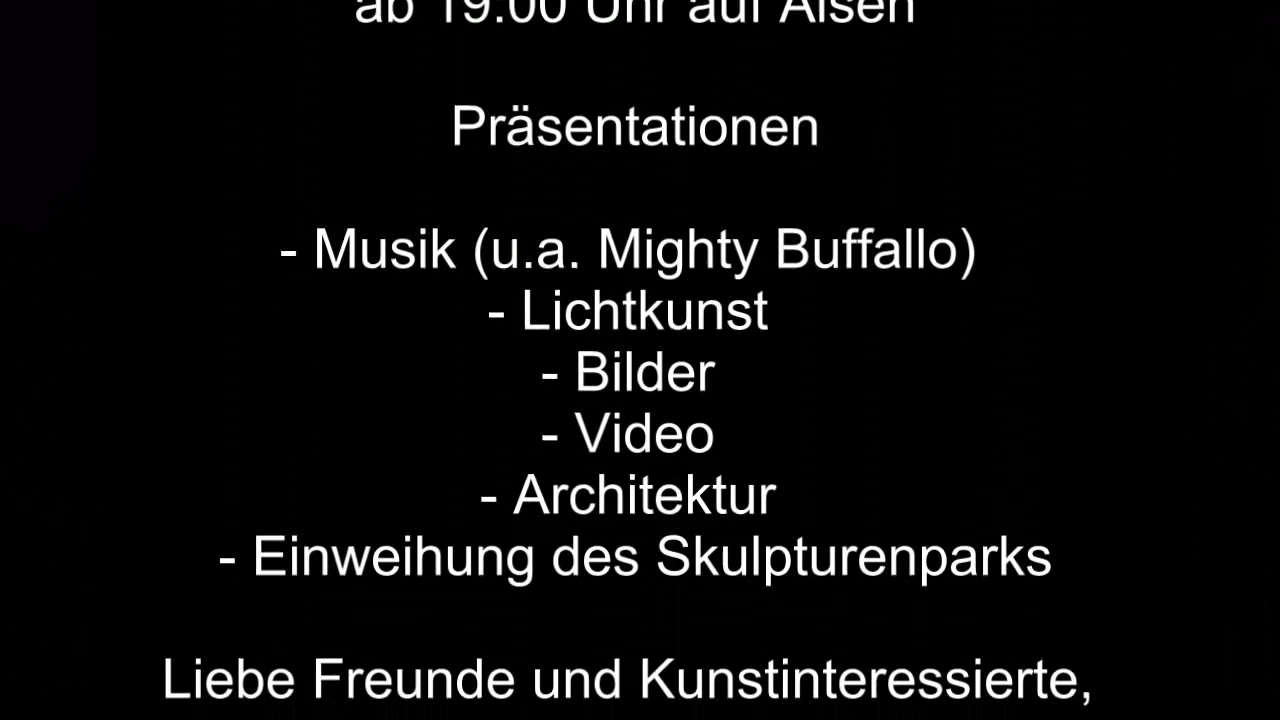 ab 19:00 Uhr auf Alsen
Präsentationen
- Musik (u.a. Mighty Buffallo)
- Lichtkunst
- Bilder
- Video
- Architektur
- Einweihung des Skulpturenparks
Liebe Freunde und Kunstinteressierte,